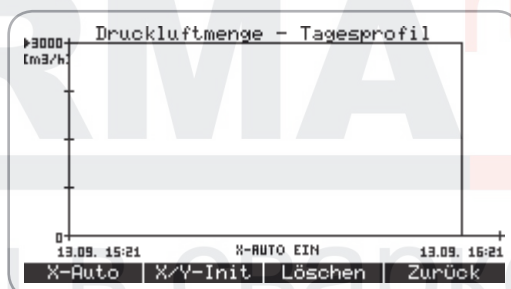 Druckluftmenge - Tagesprofil
▸3000
[m3/h]
0
13.09. 15:21 X-AUTO EIN 13.09. 16:21
X-Auto X/Y-Init Löschen Zurück